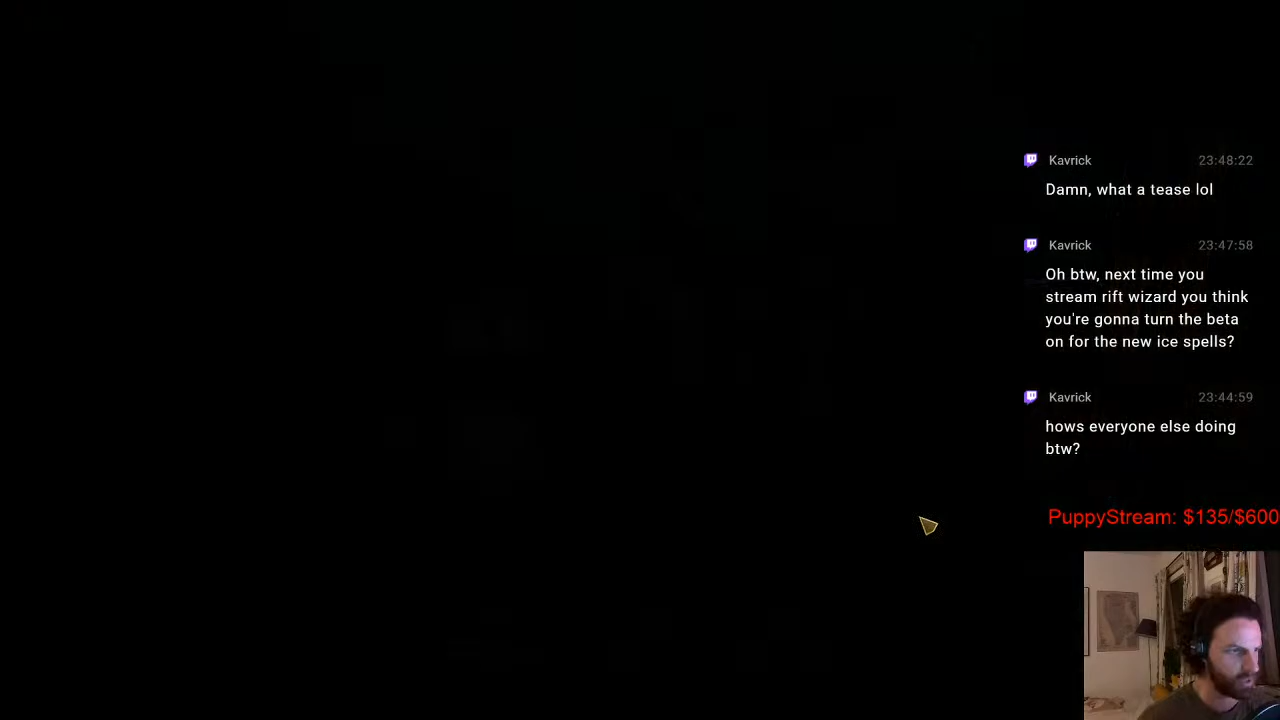 Kavrick 23:48:22
Damn, what a tease lol
Kavrick 23:47:58
Oh btw, next time you
stream rift wizard you think
you're gonna turn the beta
on for the new ice spells?
Kavrick 23:44:59
hows everyone else doing
btw?
PuppyStream: $135/$600